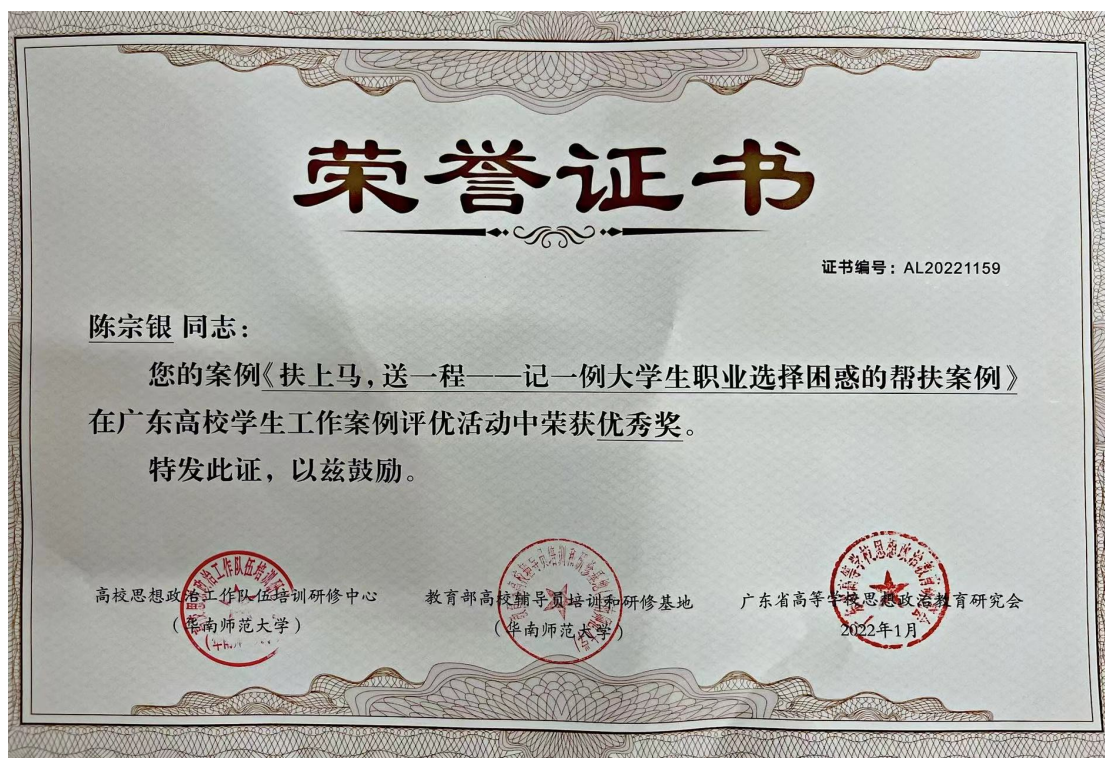 荣誉证书
证书编号：AL20221159
陈宗银 同志：
您的案例《扶上马，送一程——记一例大学生职业选择困惑的帮扶案例》
在广东高校学生工作案例评优活动中荣获优秀奖。
特发此证，以兹鼓励。
高校思想政治工作队伍培训研修中心
（华南师范大学）
教育部高校辅导员培训和研修基地
（华南师范大学）
广东省高等学校思想政治教育研究会
2022年1月